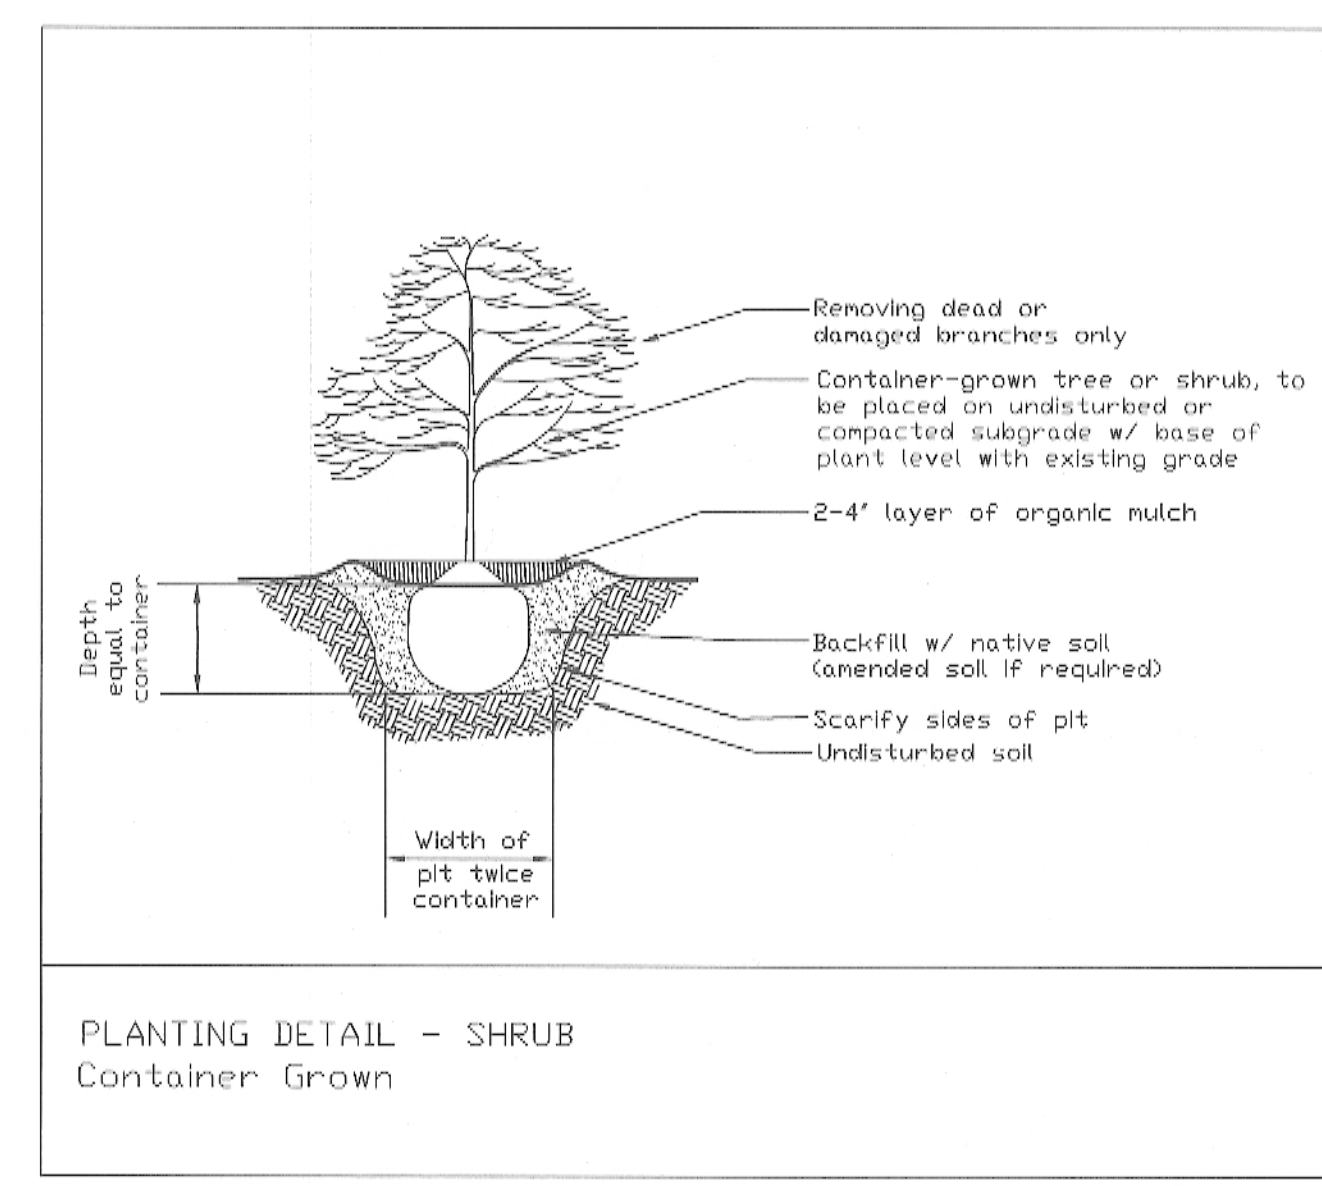 Removing dead or
damaged branches only
Container-grown tree or shrub, to
be placed on undisturbed or
compacted subgrade w/ base of
plant level with existing grade
2-4' layer of organic mulch
Depth
equal to
container
Backfill w/ native soil
(amended soil if required)
Scarify sides of pit
Undisturbed soil
Width of
pit twice
container
PLANTING DETAIL - SHRUB
Container Grown